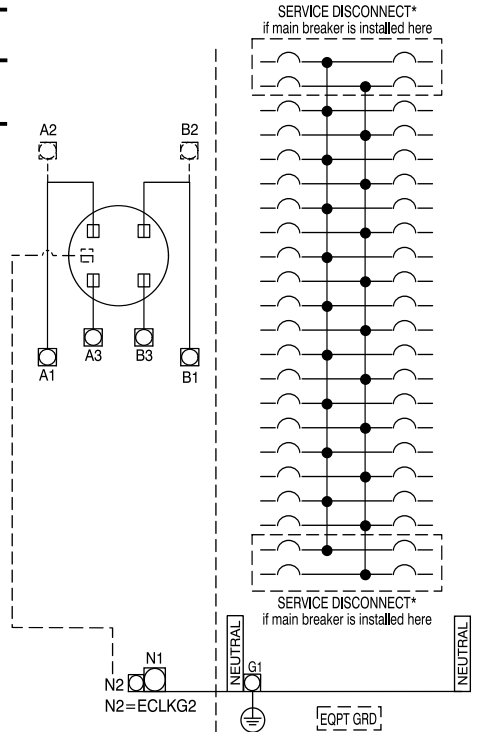 SERVICE DISCONNECT*
if main breaker is installed here
A2
B2
A3
B3
A1
B1
SERVICE DISCONNECT*
if main breaker is installed here
NEUTRAL
NEUTRAL
N1
G1
N2
N2=ECLKG2
EQPT GRD